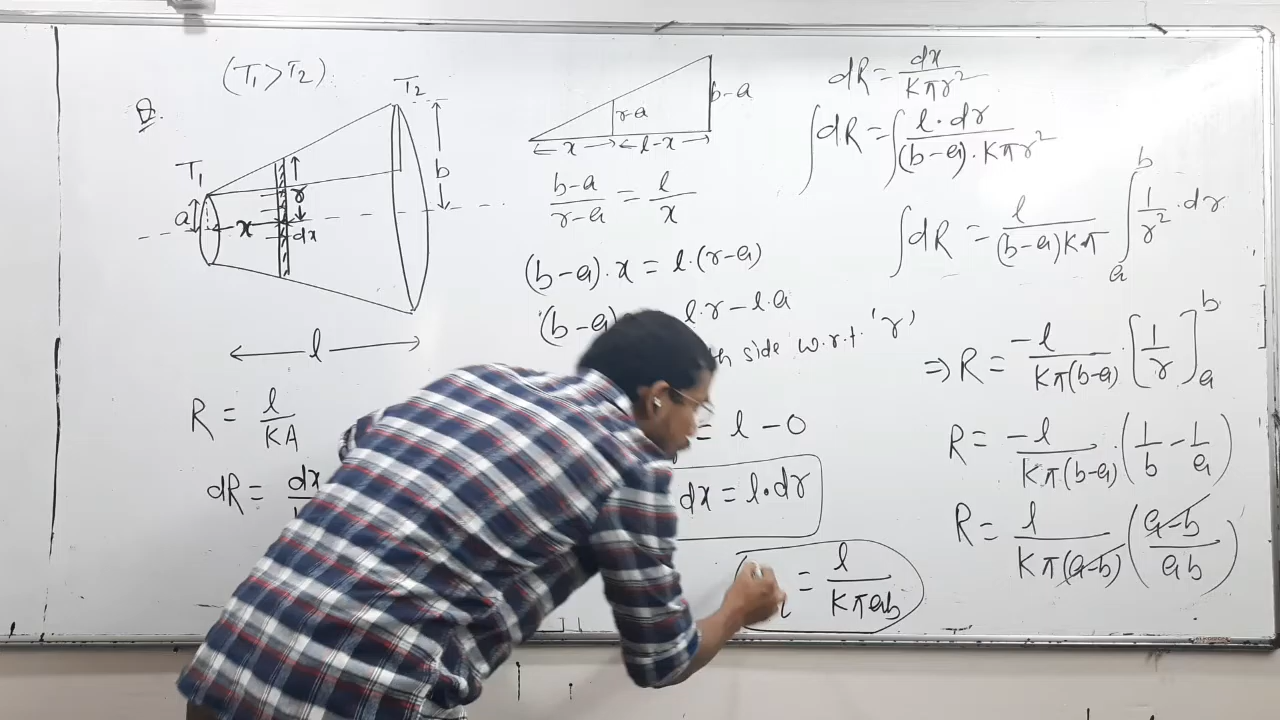 (T₁ > T₂)
Q.
T₁
T₂
a
x
r
dx
b
l
R = l/KA
dR = dx
r-a
b-a
x
l-x
(b-a)/(r-a) = l/x
(b-a).x = l.(r-a)
(b-a) l.r - l.a
side w.r.t. 'r'
= l - 0
dx = l.dr
= l/(Kπab)
dR = dx/(Kπr²)
∫dR = ∫ l.dr/((b-a).Kπr²)
∫dR = l/((b-a)Kπ) ∫ₐᵇ 1/r² .dr
⇒ R = -l/(Kπ(b-a)) . [1/r]ₐᵇ
R = -l/(Kπ(b-a)) . (1/b - 1/a)
R = l/(Kπ(a-b)) ((a-b)/ab)